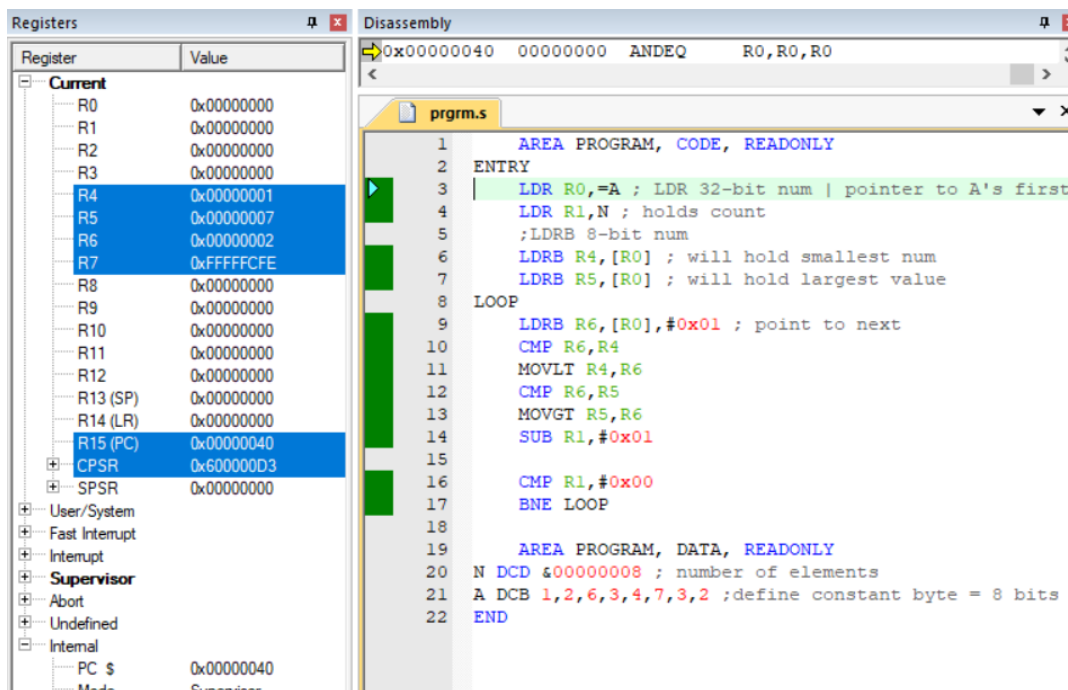 Registers
Register Value
Current
R0 0x00000000
R1 0x00000000
R2 0x00000000
R3 0x00000000
R4 0x00000001
R5 0x00000007
R6 0x00000002
R7 0xFFFFFCFE
R8 0x00000000
R9 0x00000000
R10 0x00000000
R11 0x00000000
R12 0x00000000
R13 (SP) 0x00000000
R14 (LR) 0x00000000
R15 (PC) 0x00000040
CPSR 0x600000D3
SPSR 0x00000000
User/System
Fast Interrupt
Interrupt
Supervisor
Abort
Undefined
Internal
PC $ 0x00000040
Mode Supervisor
Disassembly
0x00000040 00000000 ANDEQ R0,R0,R0
prgrm.s
1 AREA PROGRAM, CODE, READONLY
2 ENTRY
3 LDR R0,=A ; LDR 32-bit num | pointer to A's first
4 LDR R1,N ; holds count
5 ;LDRB 8-bit num
6 LDRB R4,[R0] ; will hold smallest num
7 LDRB R5,[R0] ; will hold largest value
8 LOOP
9 LDRB R6,[R0],#0x01 ; point to next
10 CMP R6,R4
11 MOVLT R4,R6
12 CMP R6,R5
13 MOVGT R5,R6
14 SUB R1,#0x01
15
16 CMP R1,#0x00
17 BNE LOOP
18
19 AREA PROGRAM, DATA, READONLY
20 N DCD &00000008 ; number of elements
21 A DCB 1,2,6,3,4,7,3,2 ;define constant byte = 8 bits
22 END